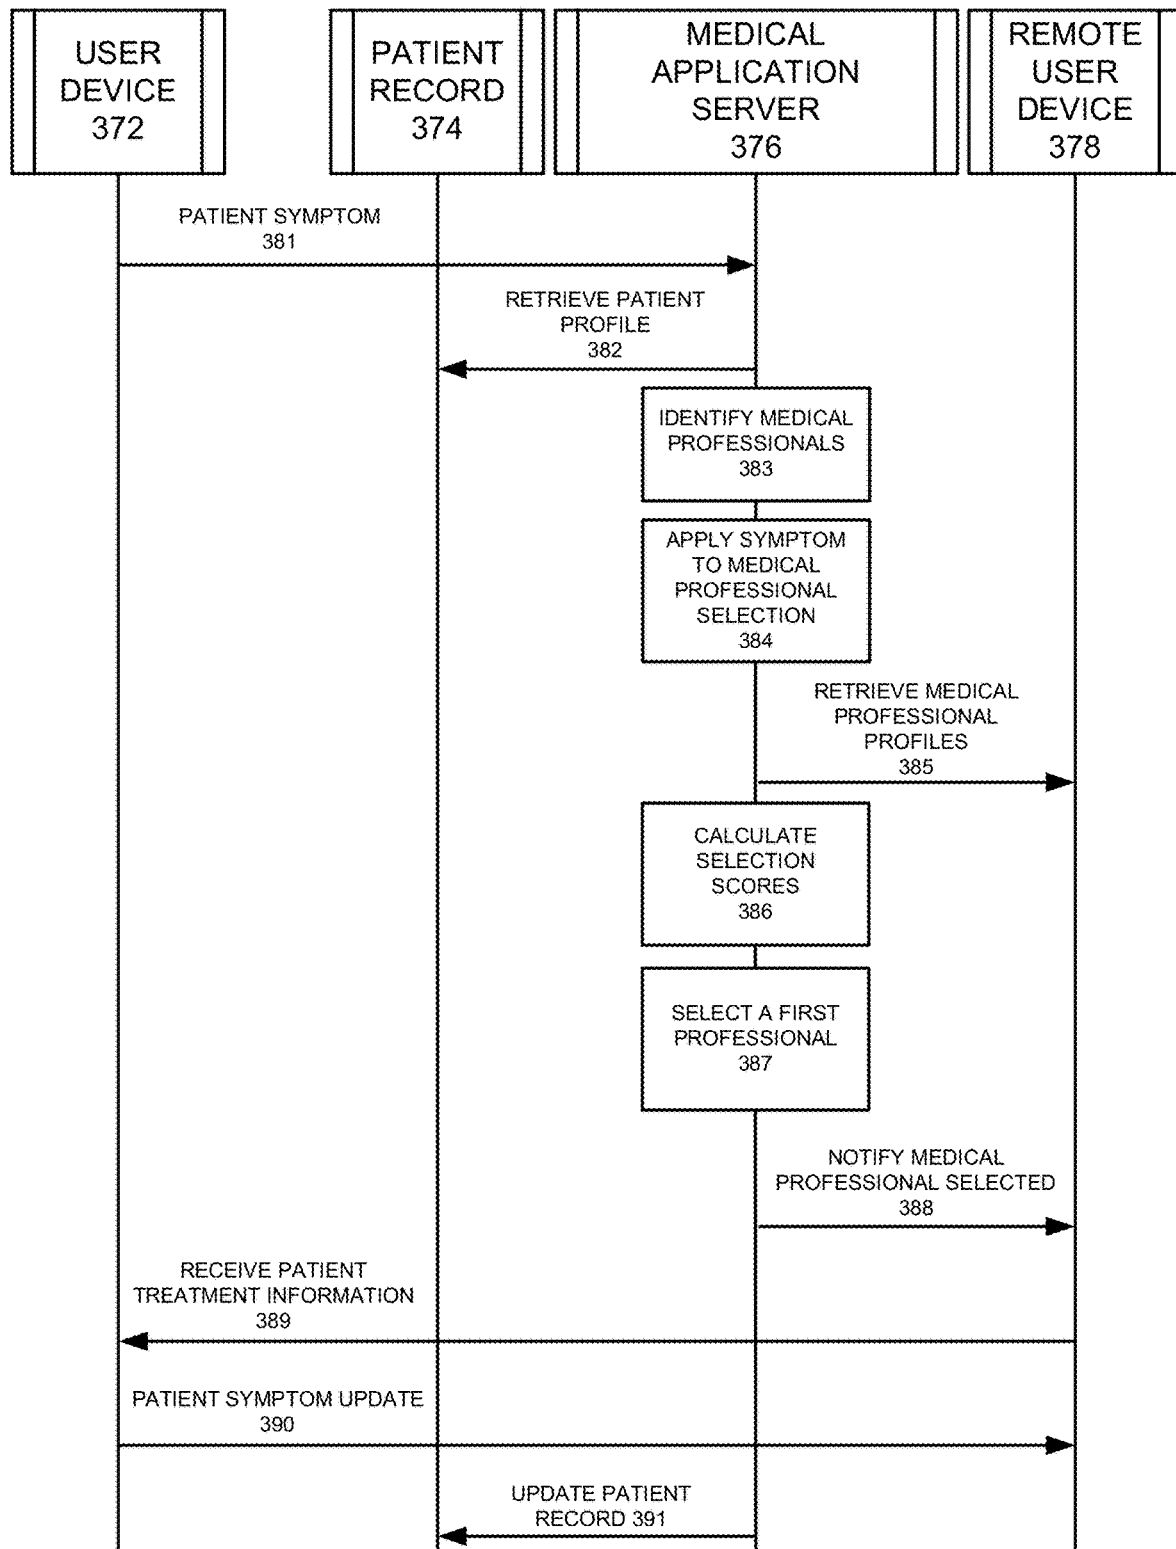 USER
DEVICE
372
PATIENT
RECORD
374
MEDICAL
APPLICATION
SERVER
376
REMOTE
USER
DEVICE
378
PATIENT SYMPTOM
381
RETRIEVE PATIENT
PROFILE
382
IDENTIFY MEDICAL
PROFESSIONALS
383
APPLY SYMPTOM
TO MEDICAL
PROFESSIONAL
SELECTION
384
RETRIEVE MEDICAL
PROFESSIONAL
PROFILES
385
CALCULATE
SELECTION
SCORES
386
SELECT A FIRST
PROFESSIONAL
387
NOTIFY MEDICAL
PROFESSIONAL SELECTED
388
RECEIVE PATIENT
TREATMENT INFORMATION
389
PATIENT SYMPTOM UPDATE
390
UPDATE PATIENT
RECORD 391